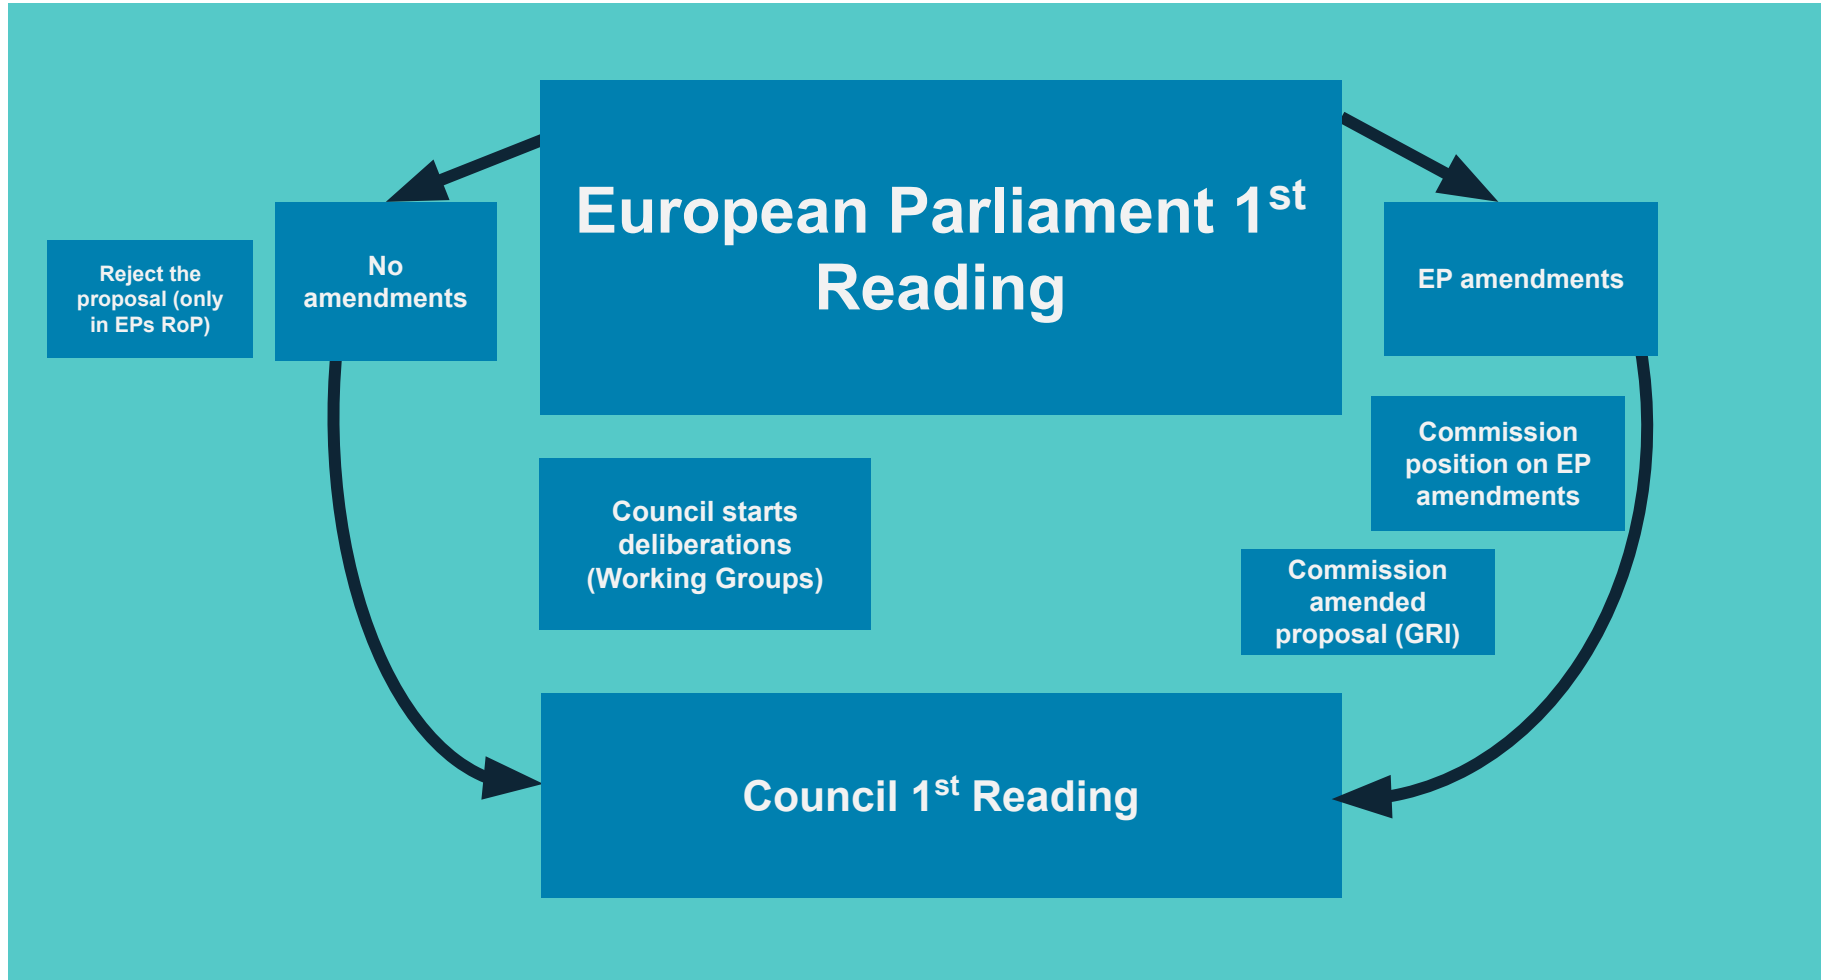 European Parliament 1st
Reading
Reject the
proposal (only
in EPs RoP)
No
amendments
EP amendments
Commission
position on EP
amendments
Council starts
deliberations
(Working Groups)
Commission
amended
proposal (GRI)
Council 1st Reading